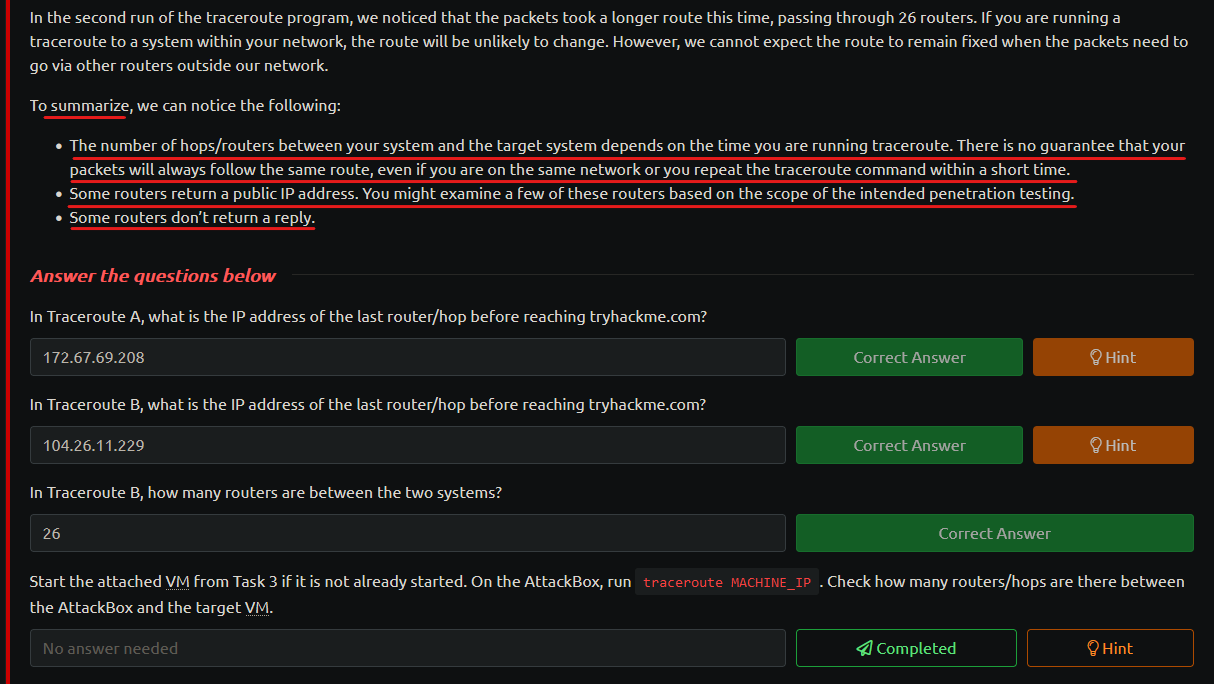 In the second run of the traceroute program, we noticed that the packets took a longer route this time, passing through 26 routers. If you are running a
traceroute to a system within your network, the route will be unlikely to change. However, we cannot expect the route to remain fixed when the packets need to
go via other routers outside our network.
To summarize, we can notice the following:
• The number of hops/routers between your system and the target system depends on the time you are running traceroute. There is no guarantee that your
packets will always follow the same route, even if you are on the same network or you repeat the traceroute command within a short time.
• Some routers return a public IP address. You might examine a few of these routers based on the scope of the intended penetration testing.
• Some routers don’t return a reply.
Answer the questions below
In Traceroute A, what is the IP address of the last router/hop before reaching tryhackme.com?
172.67.69.208 Correct Answer Hint
In Traceroute B, what is the IP address of the last router/hop before reaching tryhackme.com?
104.26.11.229 Correct Answer Hint
In Traceroute B, how many routers are between the two systems?
26 Correct Answer
Start the attached VM from Task 3 if it is not already started. On the AttackBox, run traceroute MACHINE_IP . Check how many routers/hops are there between
the AttackBox and the target VM.
No answer needed Completed Hint